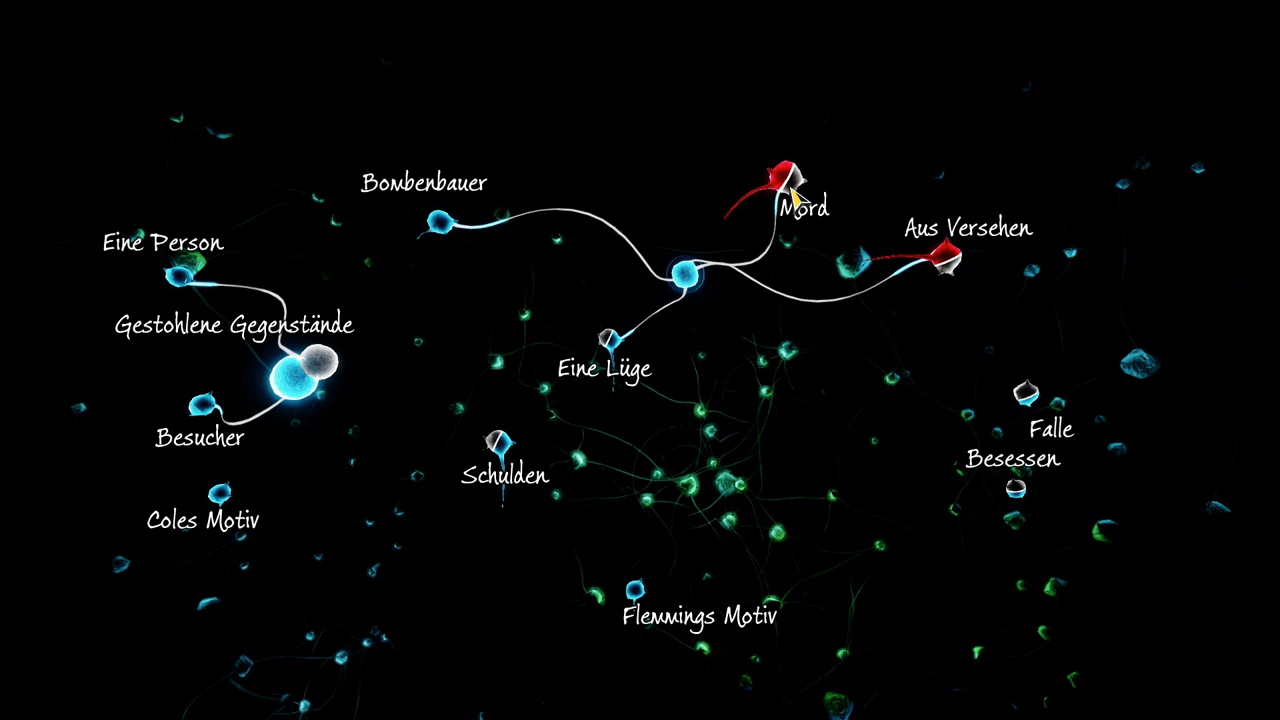 Bombenbauer
Mord
Aus Versehen
Eine Person
Gestohlene Gegenstände
Eine Lüge
Besucher
Falle
Besessen
Schulden
Coles Motiv
Flemmings Motiv